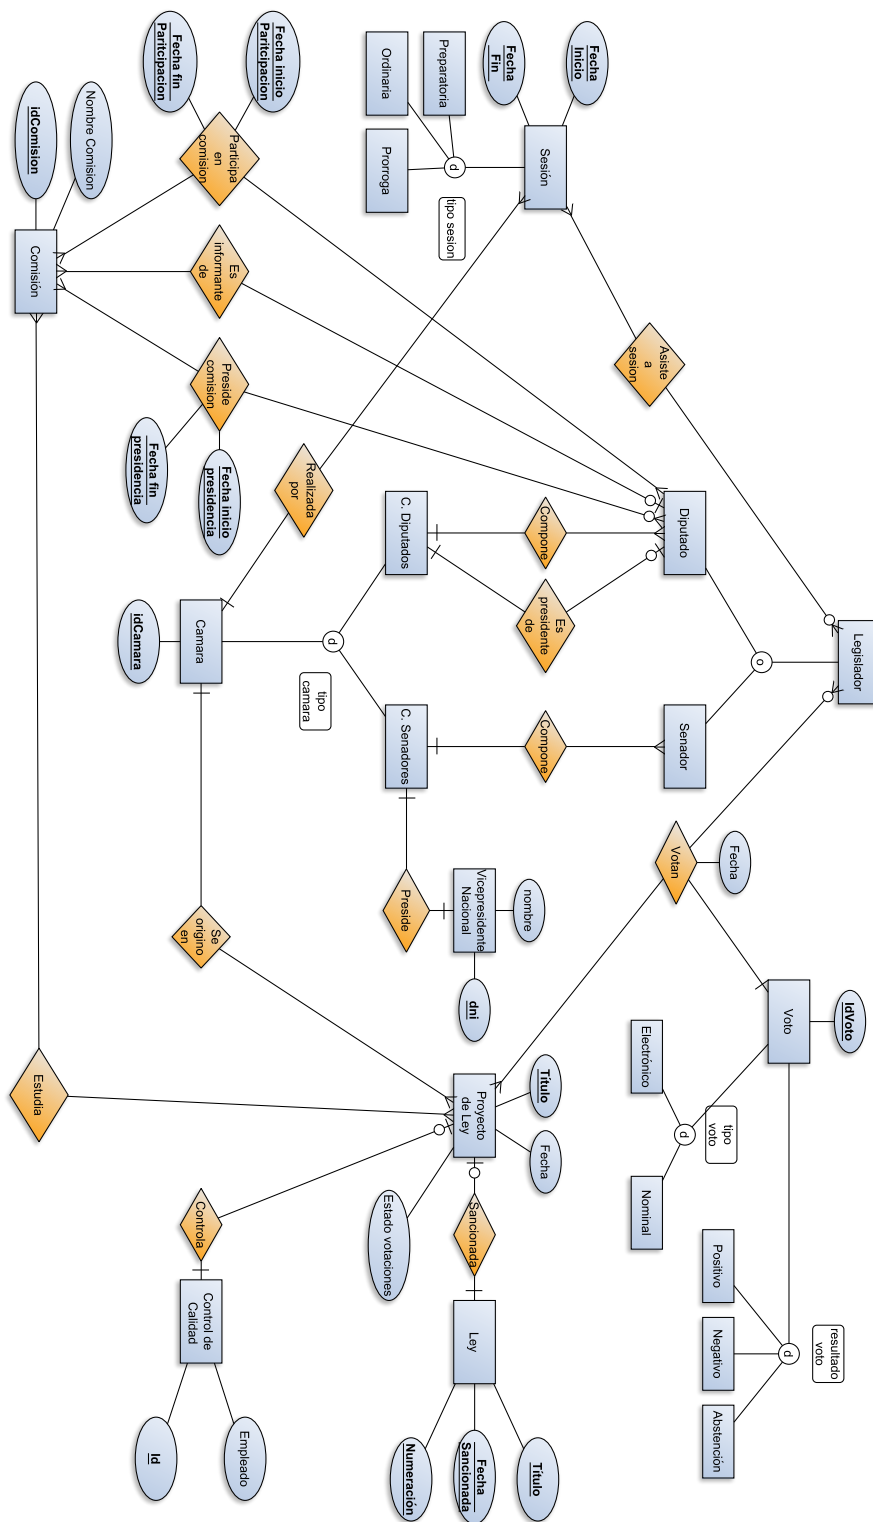 Legislador
IdVoto
resultado
voto
Voto
Positivo
Negativo
Abstención
Fecha
tipo
voto
Votan
Electrónico
Nominal
Asiste
a
sesion
Diputado
Senador
Fecha
Inicio
Sesión
Fecha
Fin
Compone
Es
presidente
de
Compone
nombre
Vicepresidente
Nacional
dni
Preside
Título
Fecha
Proyecto
de Ley
Estado votaciones
Sancionada
Ley
Título
Fecha
Sancionada
Numeración
Preparatoria
Ordinaria
Prorroga
tipo sesion
C. Diputados
C. Senadores
tipo
camara
Realizada
por
Camara
idCamara
Se
origino
en
Controla
Control de
Calidad
Empleado
Id
Fecha inicio
Paritcipacion
Fecha fin
Paritcipacion
Participa
en
comision
Es
informante
de
Preside
comision
Fecha inicio
presidencia
Fecha fin
presidencia
Nombre Comision
idComision
Comisión
Estudia